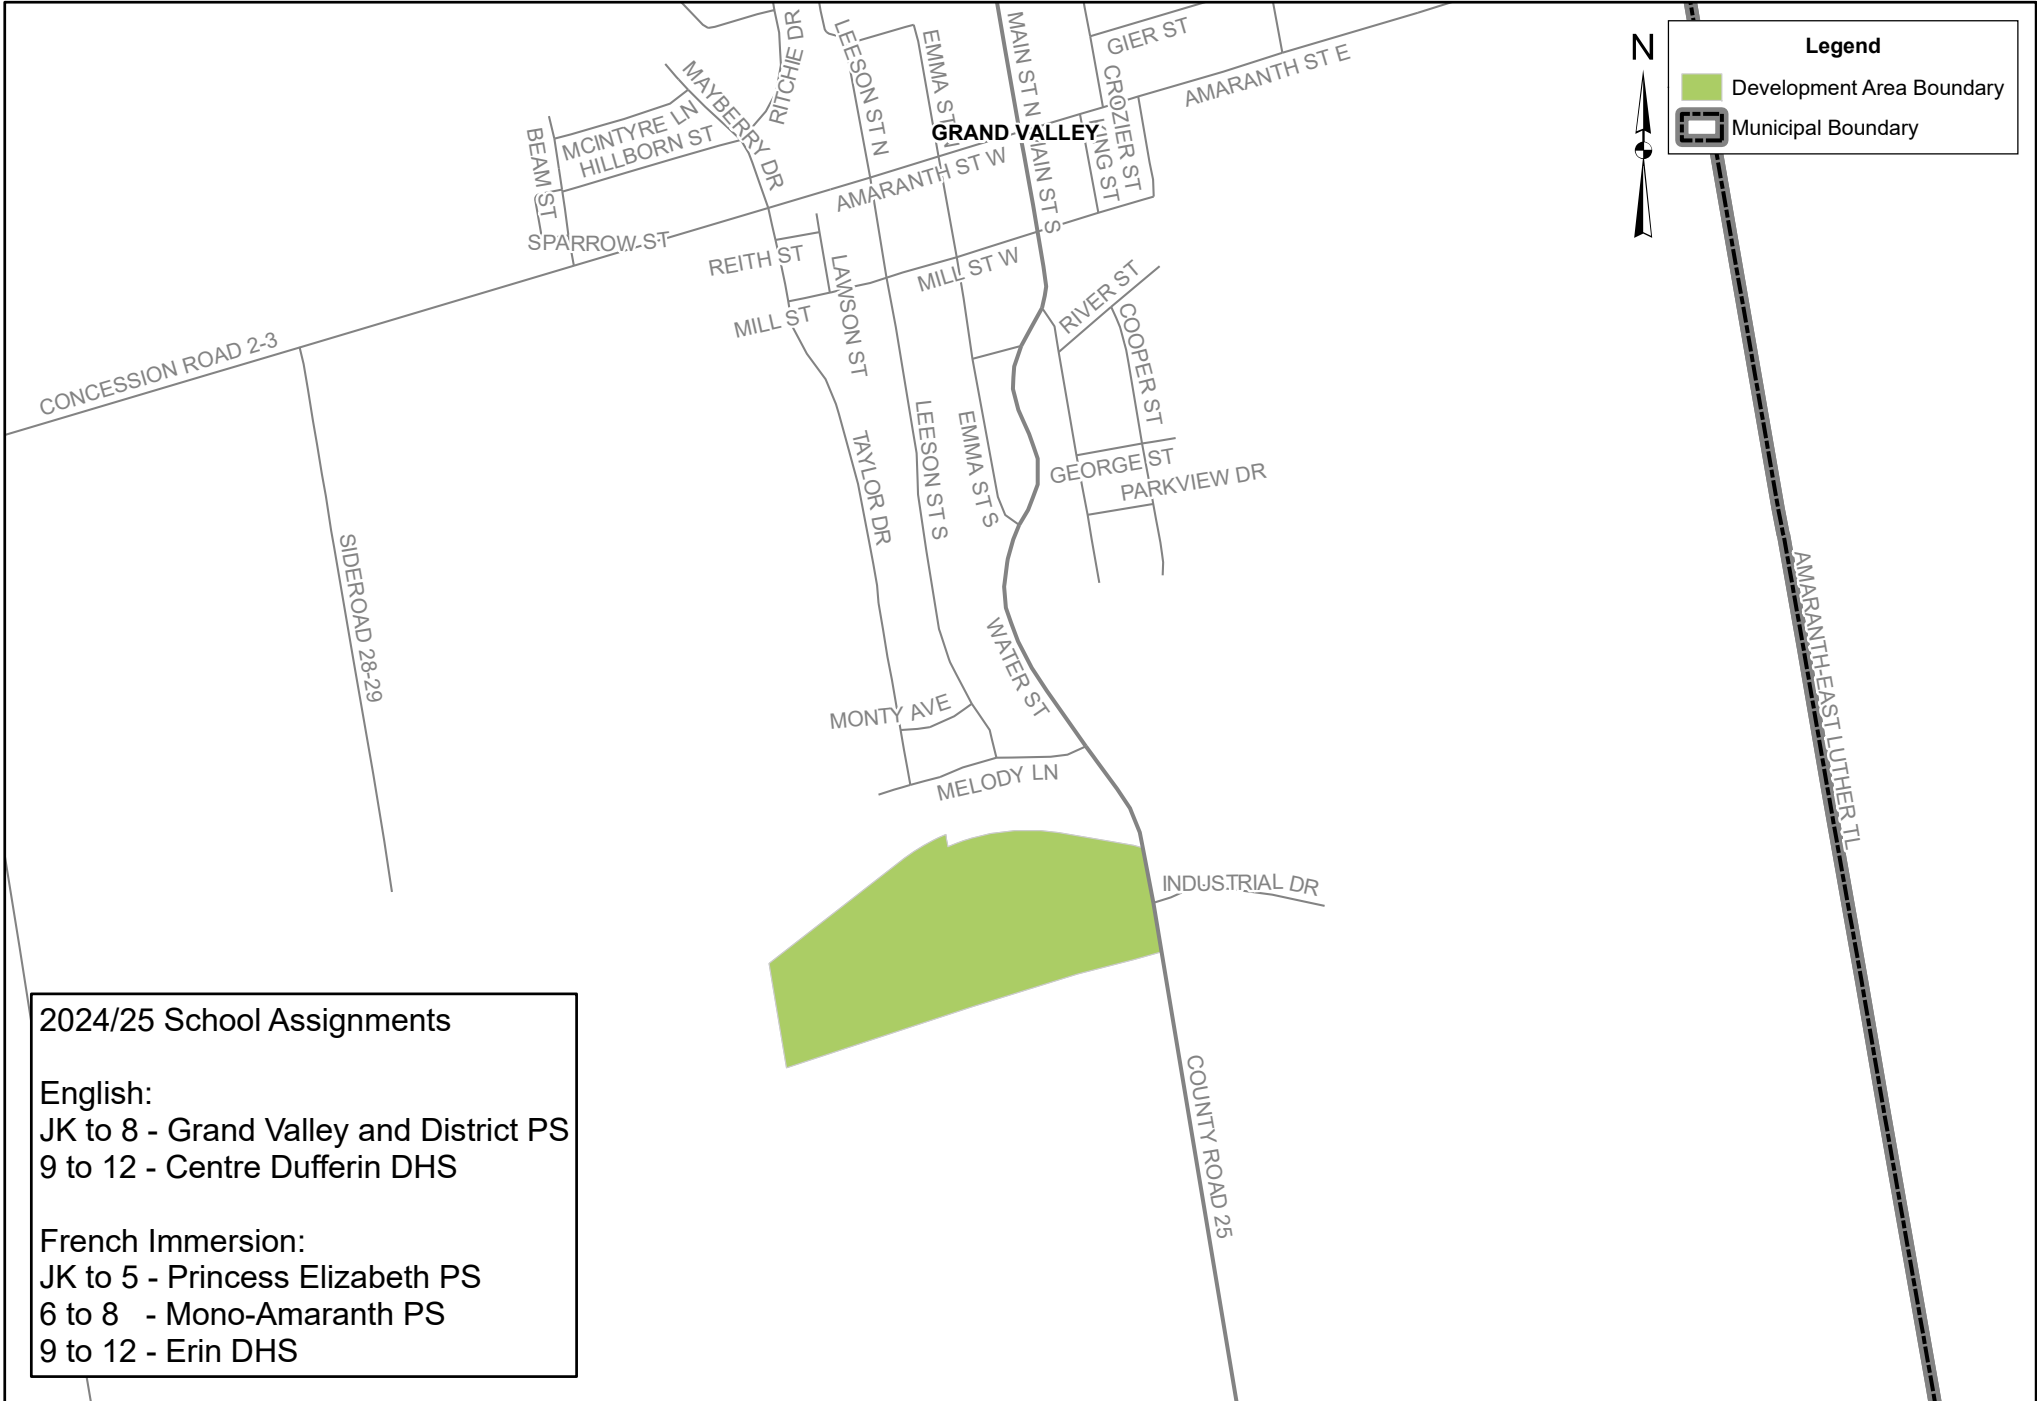 MAIN ST N
GIER ST
N
Legend
Development Area Boundary
Municipal Boundary
RITCHIE DR
LEESON ST N
EMMA ST N
MAYBERRY DR
CROZIER ST
AMARANTH ST E
MCINTYRE LN
HILLBORN ST
BEAM ST
GRAND VALLEY
KING ST
MAIN ST S
AMARANTH ST W
SPARROW ST
REITH ST
LAWSON ST
MILL ST W
MILL ST
RIVER ST
COOPER ST
CONCESSION ROAD 2-3
TAYLOR DR
LEESON ST S
EMMA ST S
GEORGE ST
PARKVIEW DR
SIDEROAD 28-29
AMARANTH-EAST LUTHER TL
WATER ST
MONTY AVE
MELODY LN
INDUSTRIAL DR
COUNTY ROAD 25
2024/25 School Assignments
English:
JK to 8 - Grand Valley and District PS
9 to 12 - Centre Dufferin DHS
French Immersion:
JK to 5 - Princess Elizabeth PS
6 to 8 - Mono-Amaranth PS
9 to 12 - Erin DHS